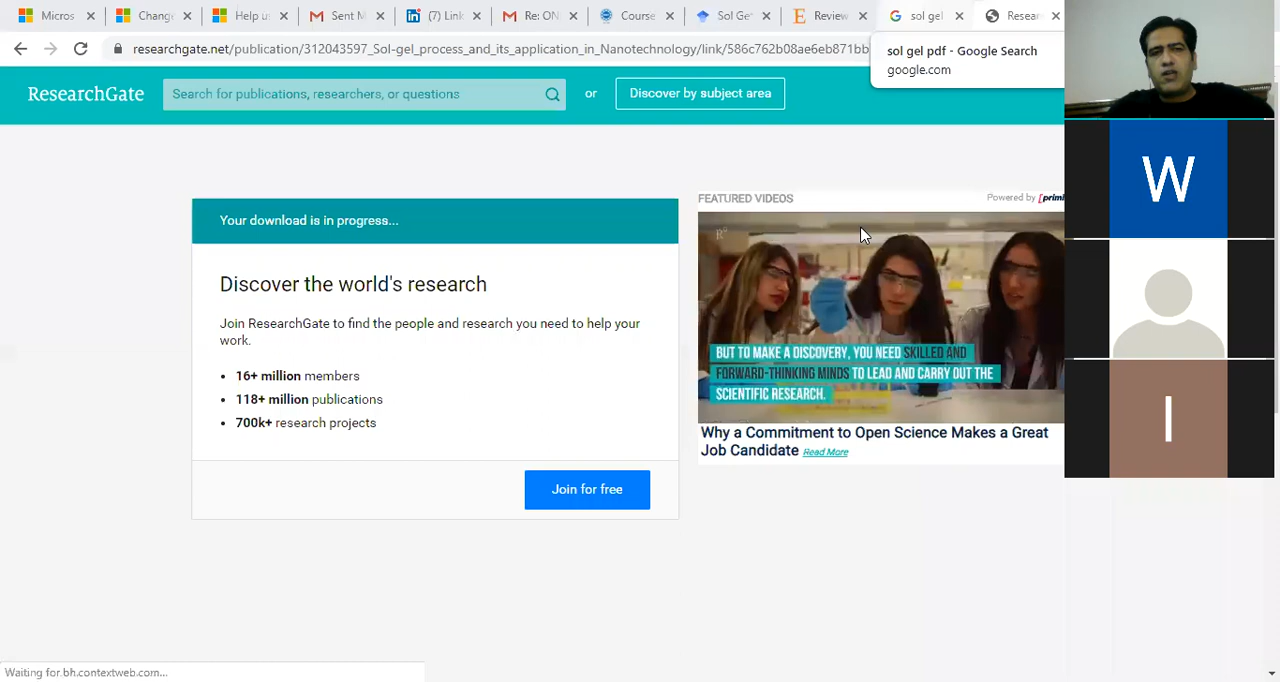 Micros
Change
Help us
Sent M
(7) Link
Re: ON
Course
Sol Ge
Review
sol gel
Resear
researchgate.net/publication/312043597_Sol-gel_process_and_its_application_in_Nanotechnology/link/586c762b08ae6eb871bb
sol gel pdf - Google Search
google.com
ResearchGate
Search for publications, researchers, or questions
or
Discover by subject area
Your download is in progress...
Discover the world's research
Join ResearchGate to find the people and research you need to help your
work.
• 16+ million members
• 118+ million publications
• 700k+ research projects
Join for free
FEATURED VIDEOS
Powered by [primi
BUT TO MAKE A DISCOVERY, YOU NEED SKILLED AND
FORWARD-THINKING MINDS TO LEAD AND CARRY OUT THE
SCIENTIFIC RESEARCH.
Why a Commitment to Open Science Makes a Great
Job Candidate Read More
W
I
Waiting for bh.contextweb.com...